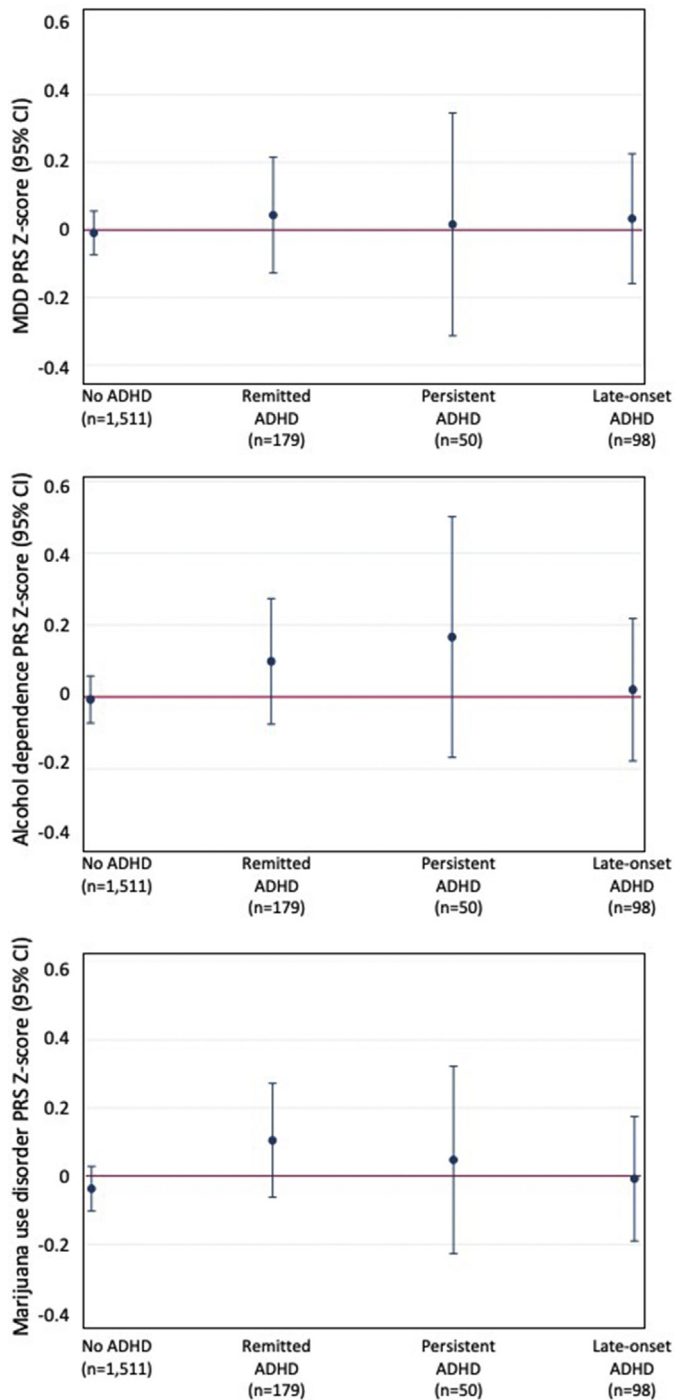 MDD PRS Z-score (95% CI)
0.6
0.4
0.2
0
-0.2
-0.4
No ADHD
(n=1,511)
Remitted
ADHD
(n=179)
Persistent
ADHD
(n=50)
Late-onset
ADHD
(n=98)
Alcohol dependence PRS Z-score (95% CI)
0.6
0.4
0.2
0
-0.2
-0.4
No ADHD
(n=1,511)
Remitted
ADHD
(n=179)
Persistent
ADHD
(n=50)
Late-onset
ADHD
(n=98)
Marijuana use disorder PRS Z-score (95% CI)
0.6
0.4
0.2
0
-0.2
-0.4
No ADHD
(n=1,511)
Remitted
ADHD
(n=179)
Persistent
ADHD
(n=50)
Late-onset
ADHD
(n=98)